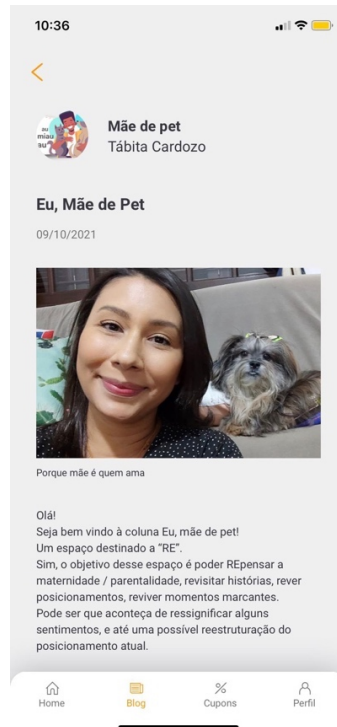 10:36
au
miau
au
Mãe de pet
Tábita Cardozo
Eu, Mãe de Pet
09/10/2021
Porque mãe é quem ama
Olá!
Seja bem vindo à coluna Eu, mãe de pet!
Um espaço destinado a “RE”.
Sim, o objetivo desse espaço é poder REpensar a
maternidade / parentalidade, revisitar histórias, rever
posicionamentos, reviver momentos marcantes.
Pode ser que aconteça de ressignificar alguns
sentimentos, e até uma possível reestruturação do
posicionamento atual.
Home
Blog
Cupons
Perfil